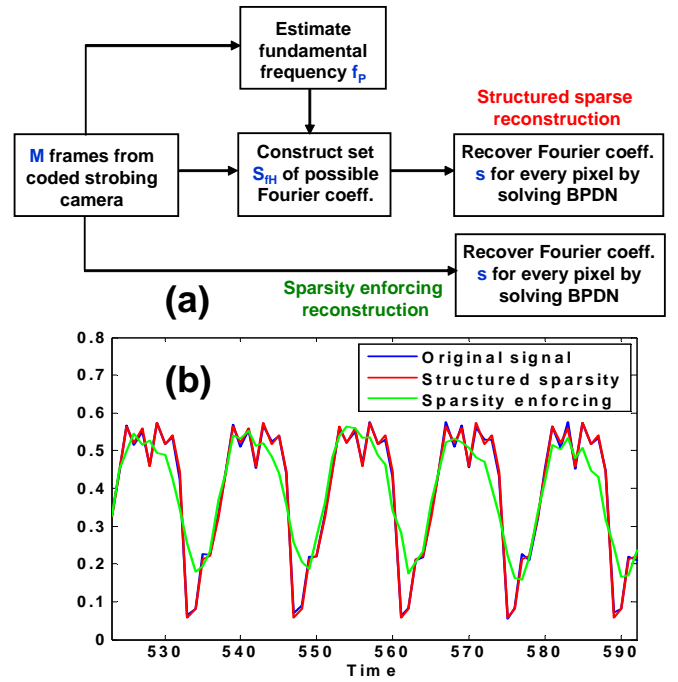 Estimate
fundamental
frequency f_P
Structured sparse
reconstruction
M frames from
coded strobing
camera
Construct set
S_fH of possible
Fourier coeff.
Recover Fourier coeff.
s for every pixel by
solving BPDN
Recover Fourier coeff.
s for every pixel by
solving BPDN
Sparsity enforcing
reconstruction
(a)
(b)
Original signal
Structured sparsity
Sparsity enforcing
0.8
0.7
0.6
0.5
0.4
0.3
0.2
0.1
0
530 540 550 560 570 580 590
Time